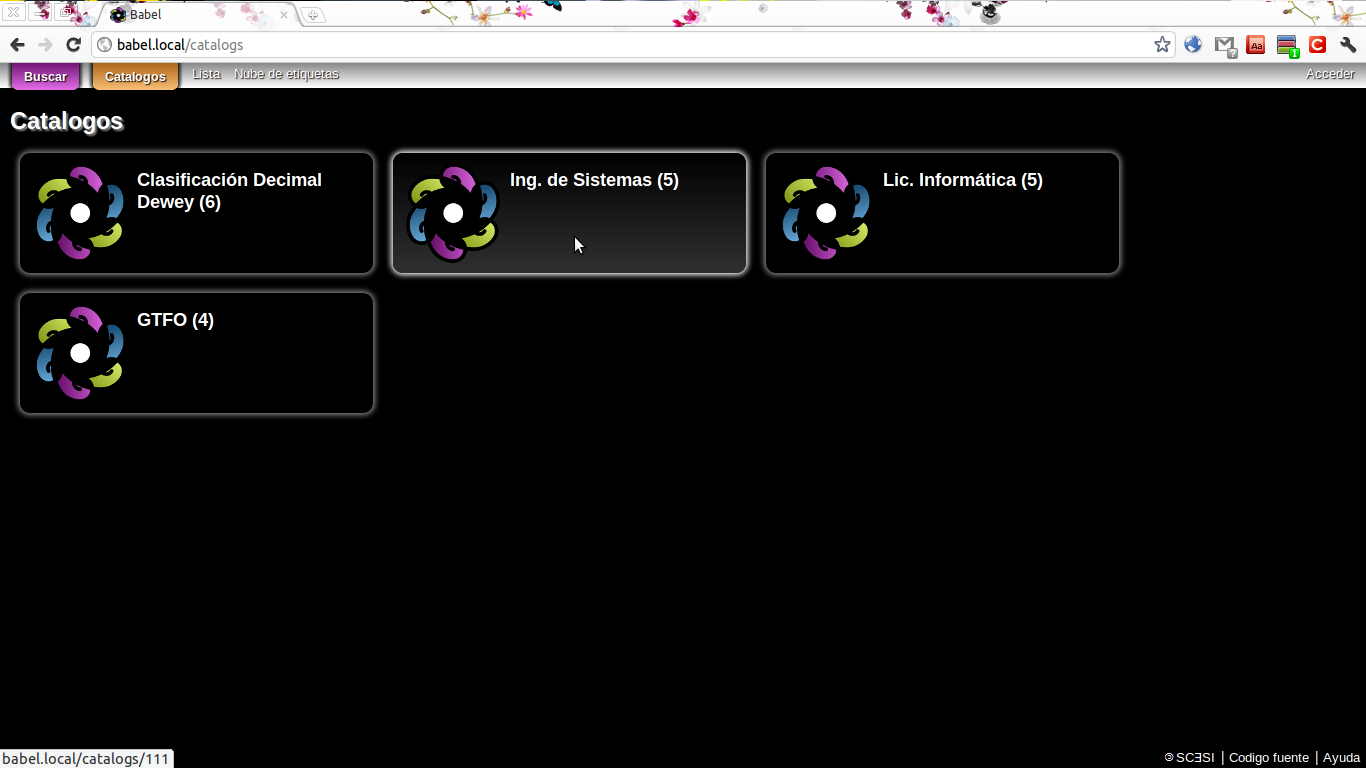 Babel
babel.local/catalogs
Buscar Catalogos Lista Nube de etiquetas Acceder
Catalogos
Clasificación Decimal
Dewey (6)
Ing. de Sistemas (5)
Lic. Informática (5)
GTFO (4)
babel.local/catalogs/111
SCƎSI | Codigo fuente | Ayuda